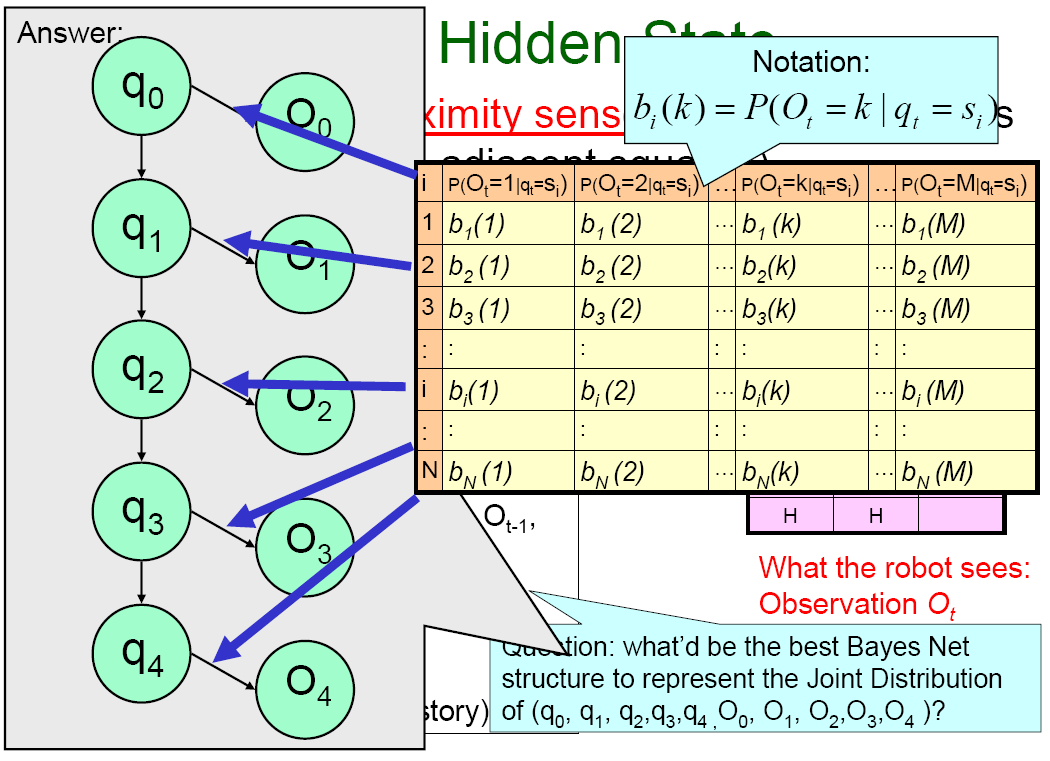 Answer:
Hidden State
q0
O0
q1
O1
q2
O2
q3
O3
q4
O4
Notation:
bi(k) = P(Ot = k | qt = si)
ximity sens
s
adjacent squares
i P(Ot=1|qt=si) P(Ot=2|qt=si) … P(Ot=k|qt=si) … P(Ot=M|qt=si)
1 b1(1) b1(2) … b1(k) … b1(M)
2 b2(1) b2(2) … b2(k) … b2(M)
3 b3(1) b3(2) … b3(k) … b3(M)
: : : : : : :
i bi(1) bi(2) … bi(k) … bi(M)
: : : : : : :
N bN(1) bN(2) … bN(k) … bN(M)
Ot-1,
H H
What the robot sees:
Observation Ot
Question: what'd be the best Bayes Net
structure to represent the Joint Distribution
of (q0, q1, q2,q3,q4 ,O0, O1, O2,O3,O4 )?
story)